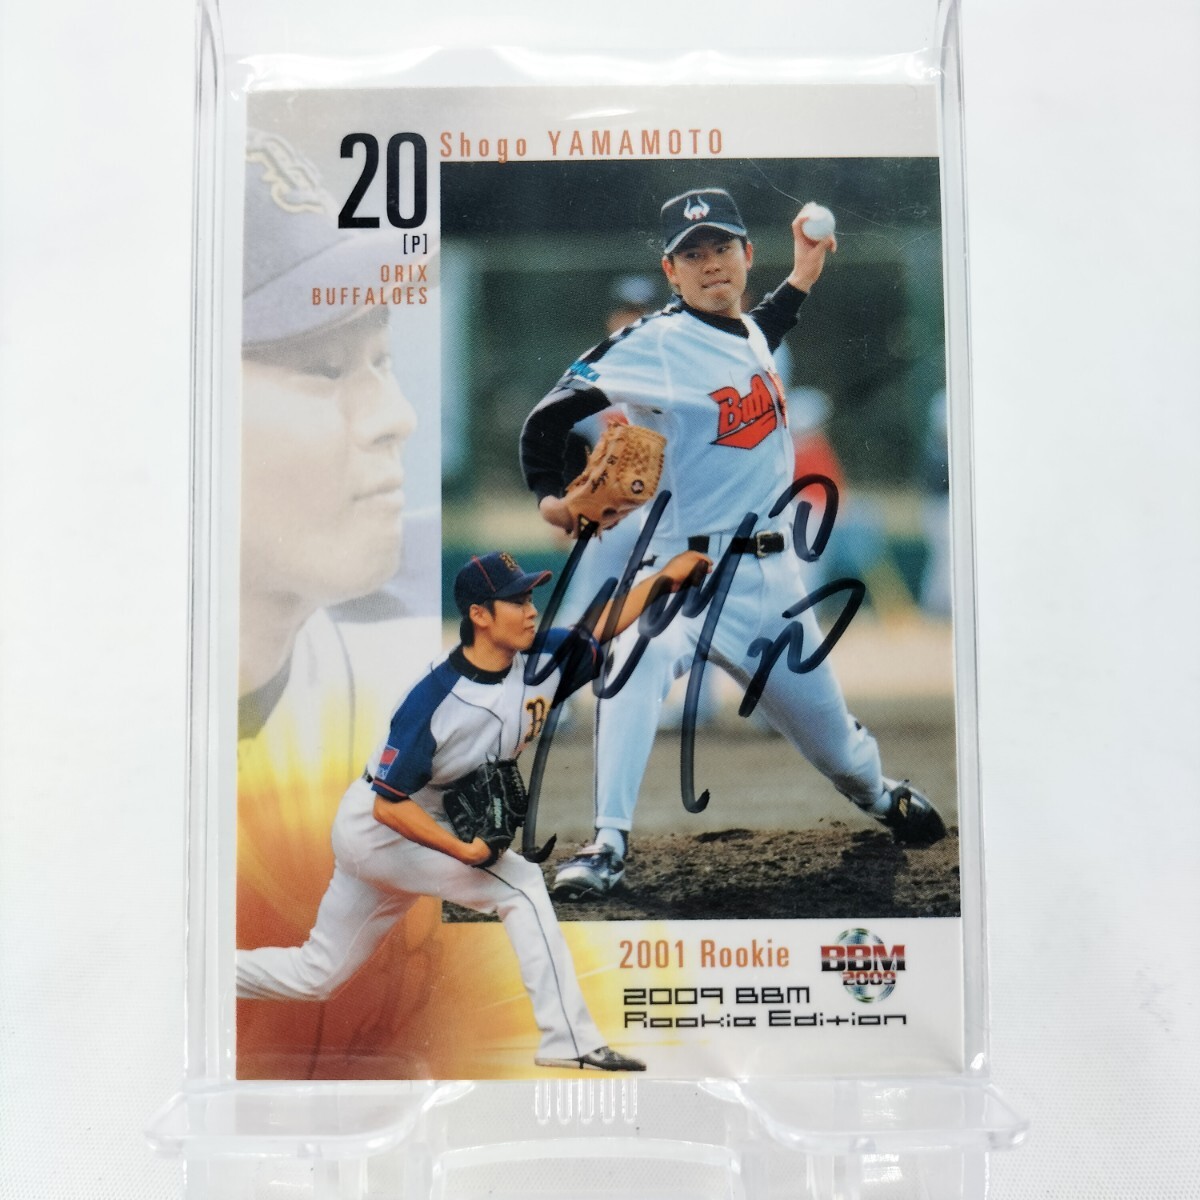 20
Shogo YAMAMOTO
[P]
ORIX
BUFFALOES
2001 Rookie
BBM
2009
2009 BBM
Rookie Edition